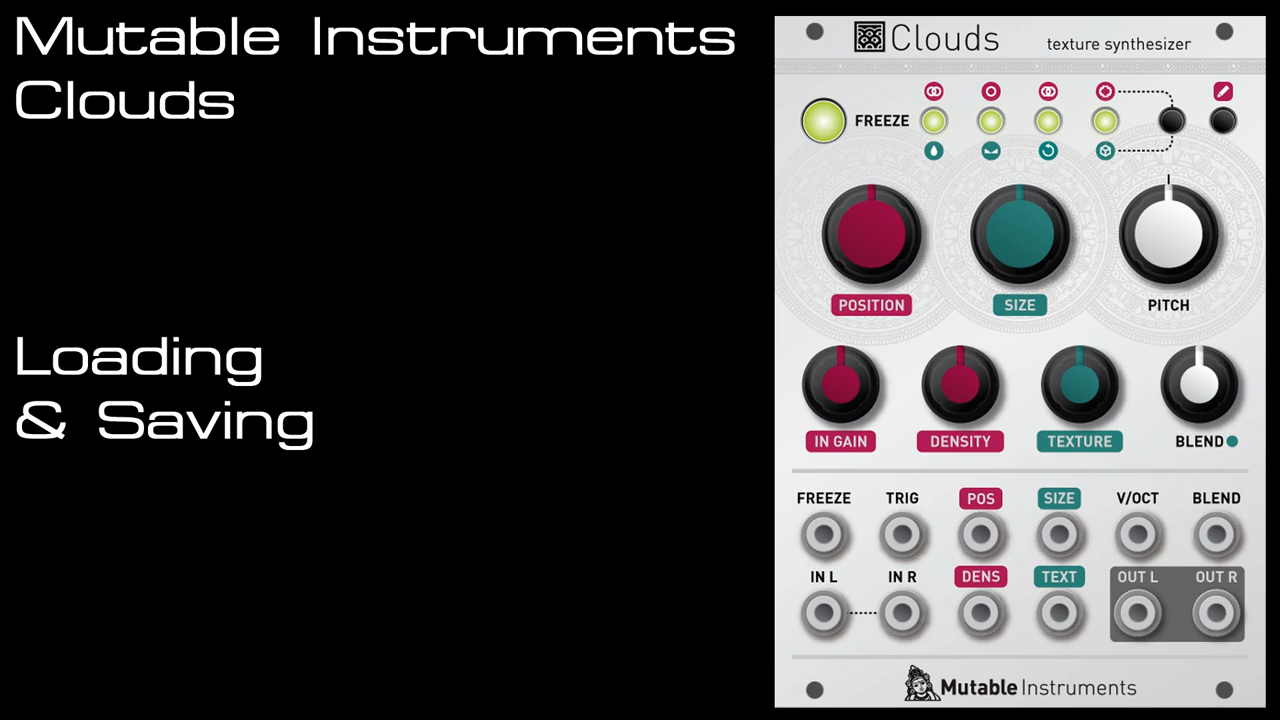 Mutable Instruments
Clouds
Loading
& Saving
Clouds
texture synthesizer
FREEZE
POSITION
SIZE
PITCH
IN GAIN
DENSITY
TEXTURE
BLEND
FREEZE TRIG POS SIZE V/OCT BLEND
IN L IN R DENS TEXT OUT L OUT R
Mutable Instruments